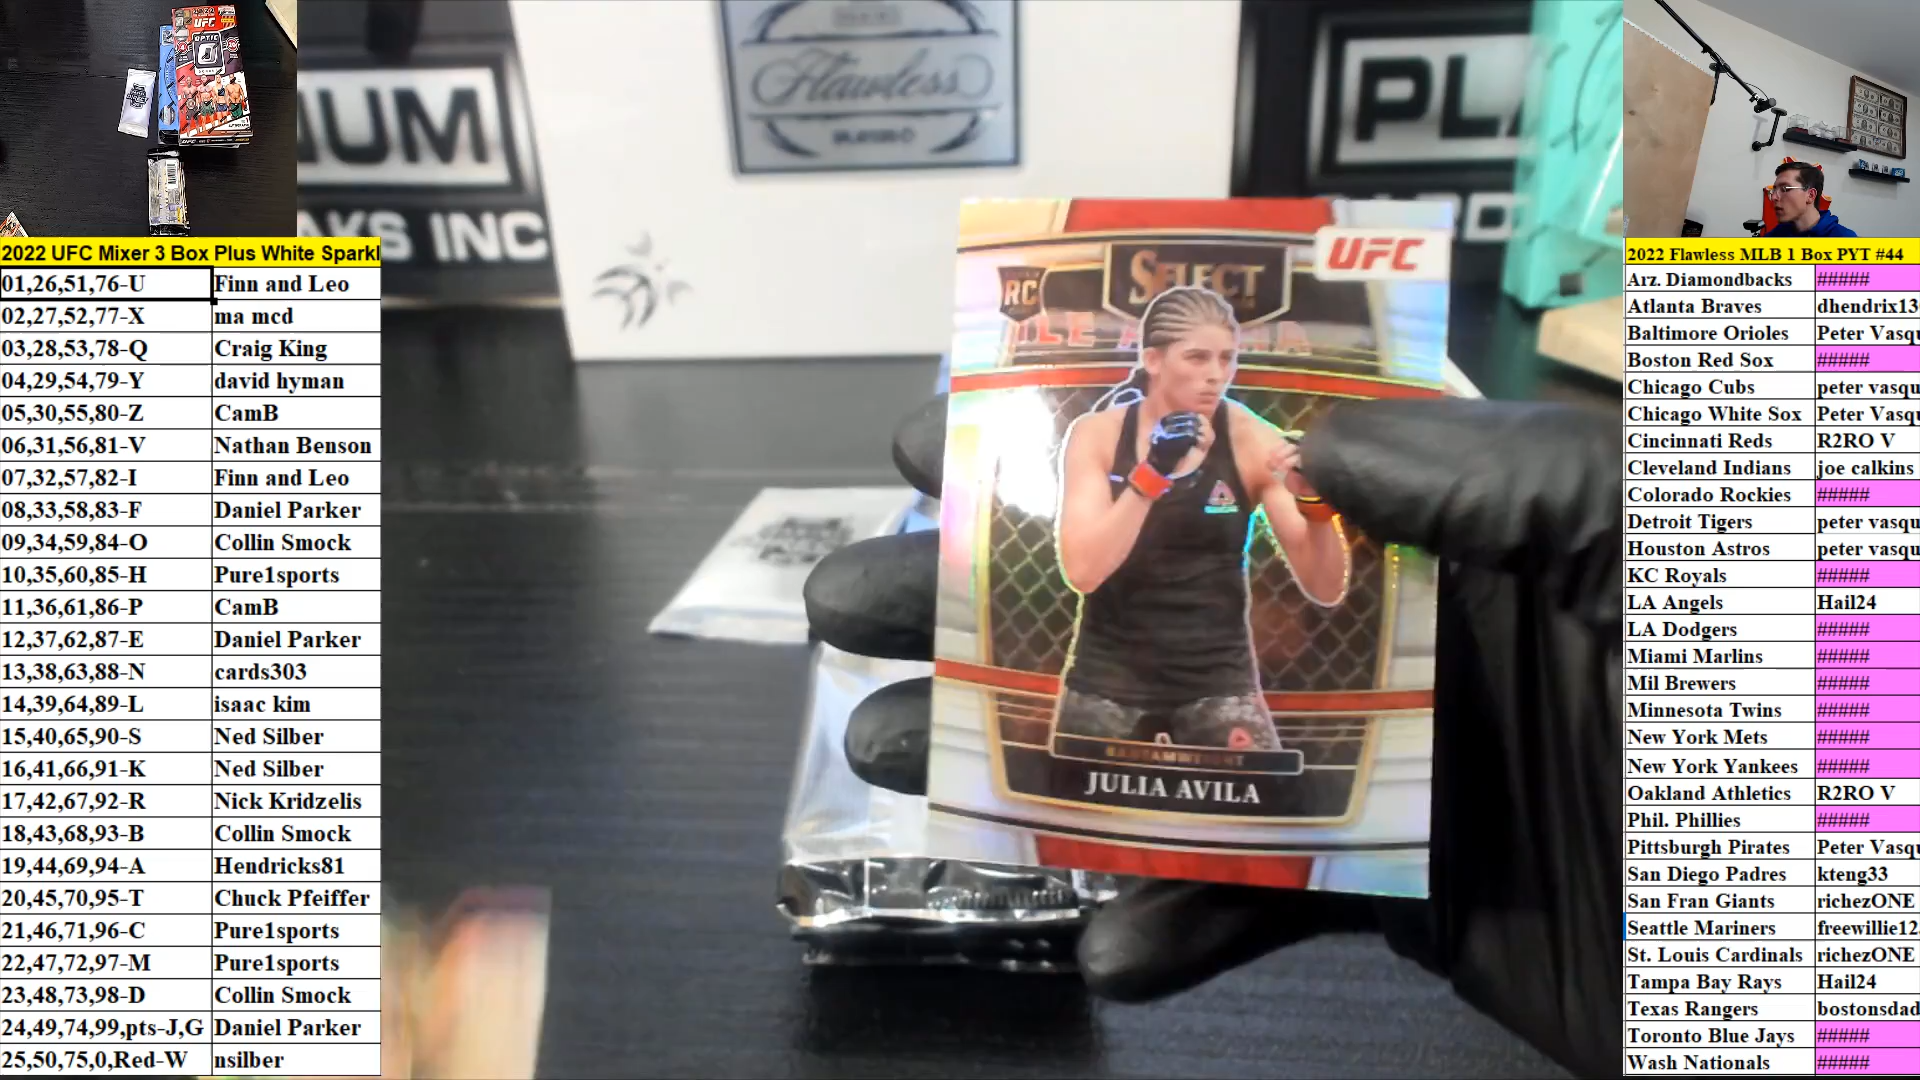 2022 UFC Mixer 3 Box Plus White Sparkl
01,26,51,76-U Finn and Leo
02,27,52,77-X ma mcd
03,28,53,78-Q Craig King
04,29,54,79-Y david hyman
05,30,55,80-Z CamB
06,31,56,81-V Nathan Benson
07,32,57,82-I Finn and Leo
08,33,58,83-F Daniel Parker
09,34,59,84-O Collin Smock
10,35,60,85-H Pure1sports
11,36,61,86-P CamB
12,37,62,87-E Daniel Parker
13,38,63,88-N cards303
14,39,64,89-L isaac kim
15,40,65,90-S Ned Silber
16,41,66,91-K Ned Silber
17,42,67,92-R Nick Kridzelis
18,43,68,93-B Collin Smock
19,44,69,94-A Hendricks81
20,45,70,95-T Chuck Pfeiffer
21,46,71,96-C Pure1sports
22,47,72,97-M Pure1sports
23,48,73,98-D Collin Smock
24,49,74,99,pts-J,G Daniel Parker
25,50,75,0,Red-W nsilber
UFC
OPTIC
NUM
AKS INC
Flawless
PL
RD
UFC
RC
SELECT
BANTAMWEIGHT
JULIA AVILA
2022 Flawless MLB 1 Box PYT #44
Arz. Diamondbacks #####
Atlanta Braves dhendrix13
Baltimore Orioles Peter Vasqu
Boston Red Sox #####
Chicago Cubs peter vasqu
Chicago White Sox Peter Vasqu
Cincinnati Reds R2RO V
Cleveland Indians joe calkins
Colorado Rockies #####
Detroit Tigers peter vasqu
Houston Astros peter vasqu
KC Royals #####
LA Angels Hail24
LA Dodgers #####
Miami Marlins #####
Mil Brewers #####
Minnesota Twins #####
New York Mets #####
New York Yankees #####
Oakland Athletics R2RO V
Phil. Phillies #####
Pittsburgh Pirates Peter Vasqu
San Diego Padres kteng33
San Fran Giants richezONE
Seattle Mariners freewillie12
St. Louis Cardinals richezONE
Tampa Bay Rays Hail24
Texas Rangers bostonsdad
Toronto Blue Jays #####
Wash Nationals #####